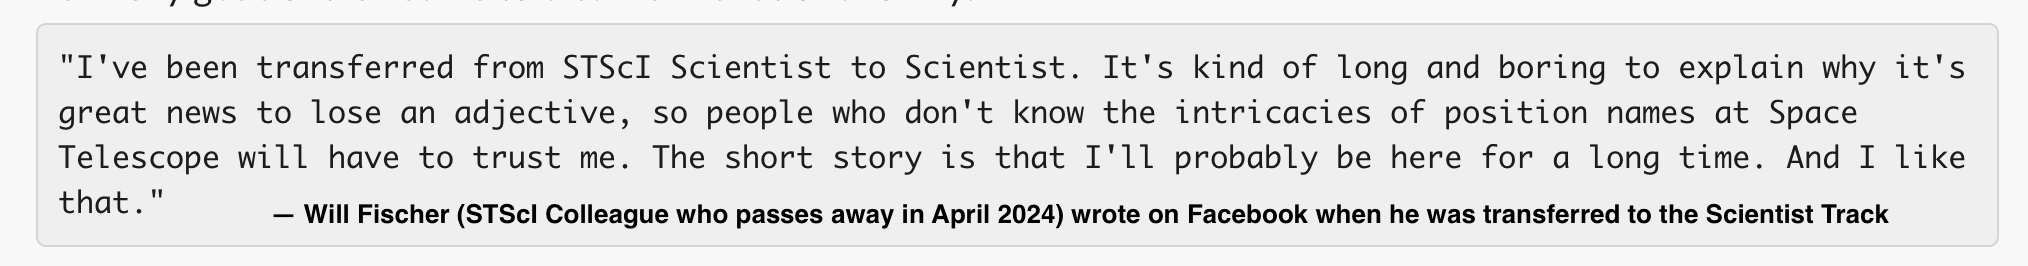 "I've been transferred from STScI Scientist to Scientist. It's kind of long and boring to explain why it's
great news to lose an adjective, so people who don't know the intricacies of position names at Space
Telescope will have to trust me. The short story is that I'll probably be here for a long time. And I like
that."
— Will Fischer (STScI Colleague who passes away in April 2024) wrote on Facebook when he was transferred to the Scientist Track